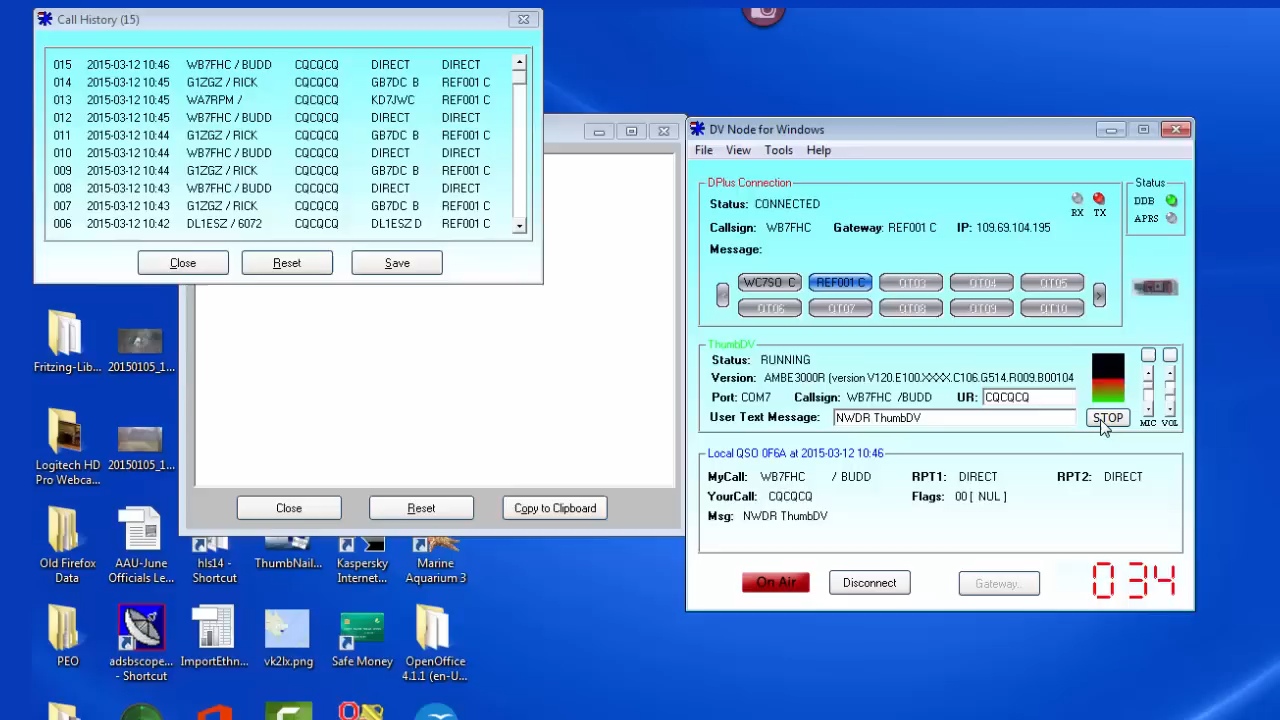 Call History (15)
015 2015-03-12 10:46 WB7FHC / BUDD CQCQCQ DIRECT DIRECT
014 2015-03-12 10:45 G1ZGZ / RICK CQCQCQ GB7DC B REF001 C
013 2015-03-12 10:45 WA7RPM / CQCQCQ KD7JWC REF001 C
012 2015-03-12 10:45 WB7FHC / BUDD CQCQCQ DIRECT DIRECT
011 2015-03-12 10:44 G1ZGZ / RICK CQCQCQ GB7DC B REF001 C
010 2015-03-12 10:44 WB7FHC / BUDD CQCQCQ DIRECT DIRECT
009 2015-03-12 10:44 G1ZGZ / RICK CQCQCQ GB7DC B REF001 C
008 2015-03-12 10:43 WB7FHC / BUDD CQCQCQ DIRECT DIRECT
007 2015-03-12 10:43 G1ZGZ / RICK CQCQCQ GB7DC B REF001 C
006 2015-03-12 10:42 DL1ESZ / 6072 CQCQCQ DL1ESZ D REF001 C
Close Reset Save
Close Reset Copy to Clipboard
DV Node for Windows
File View Tools Help
DPlus Connection
Status: CONNECTED
RX TX
Callsign: WB7FHC Gateway: REF001 C IP: 109.69.104.195
Message:
WC7SO C REF001 C QT03 QT04 QT05
QT06 QT07 QT08 QT09 QT10
Status
DDB
APRS
ThumbDV
Status: RUNNING
Version: AMBE3000R (version V120.E100.XXXX.C106.G514.R009.B00104
Port: COM7 Callsign: WB7FHC /BUDD UR: CQCQCQ
User Text Message: NWDR ThumbDV STOP
MIC VOL
Local QSO 0F6A at 2015-03-12 10:46
MyCall: WB7FHC / BUDD RPT1: DIRECT RPT2: DIRECT
YourCall: CQCQCQ Flags: 00 [ NUL ]
Msg: NWDR ThumbDV
On Air Disconnect Gateway... 034
Fritzing-Lib... 20150105_1...
Logitech HD Pro Webca...
20150105_1...
Old Firefox Data
AAU-June Officials Le...
hls14 - Shortcut
ThumbNail...
Kaspersky Internet...
Marine Aquarium 3
PEO
adsbscope... - Shortcut
ImportEthn...
vk2lx.png
Safe Money
OpenOffice 4.1.1 (en-U...